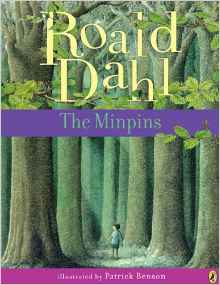 Roald
Dahl
The Minpins
illustrated by Patrick Benson